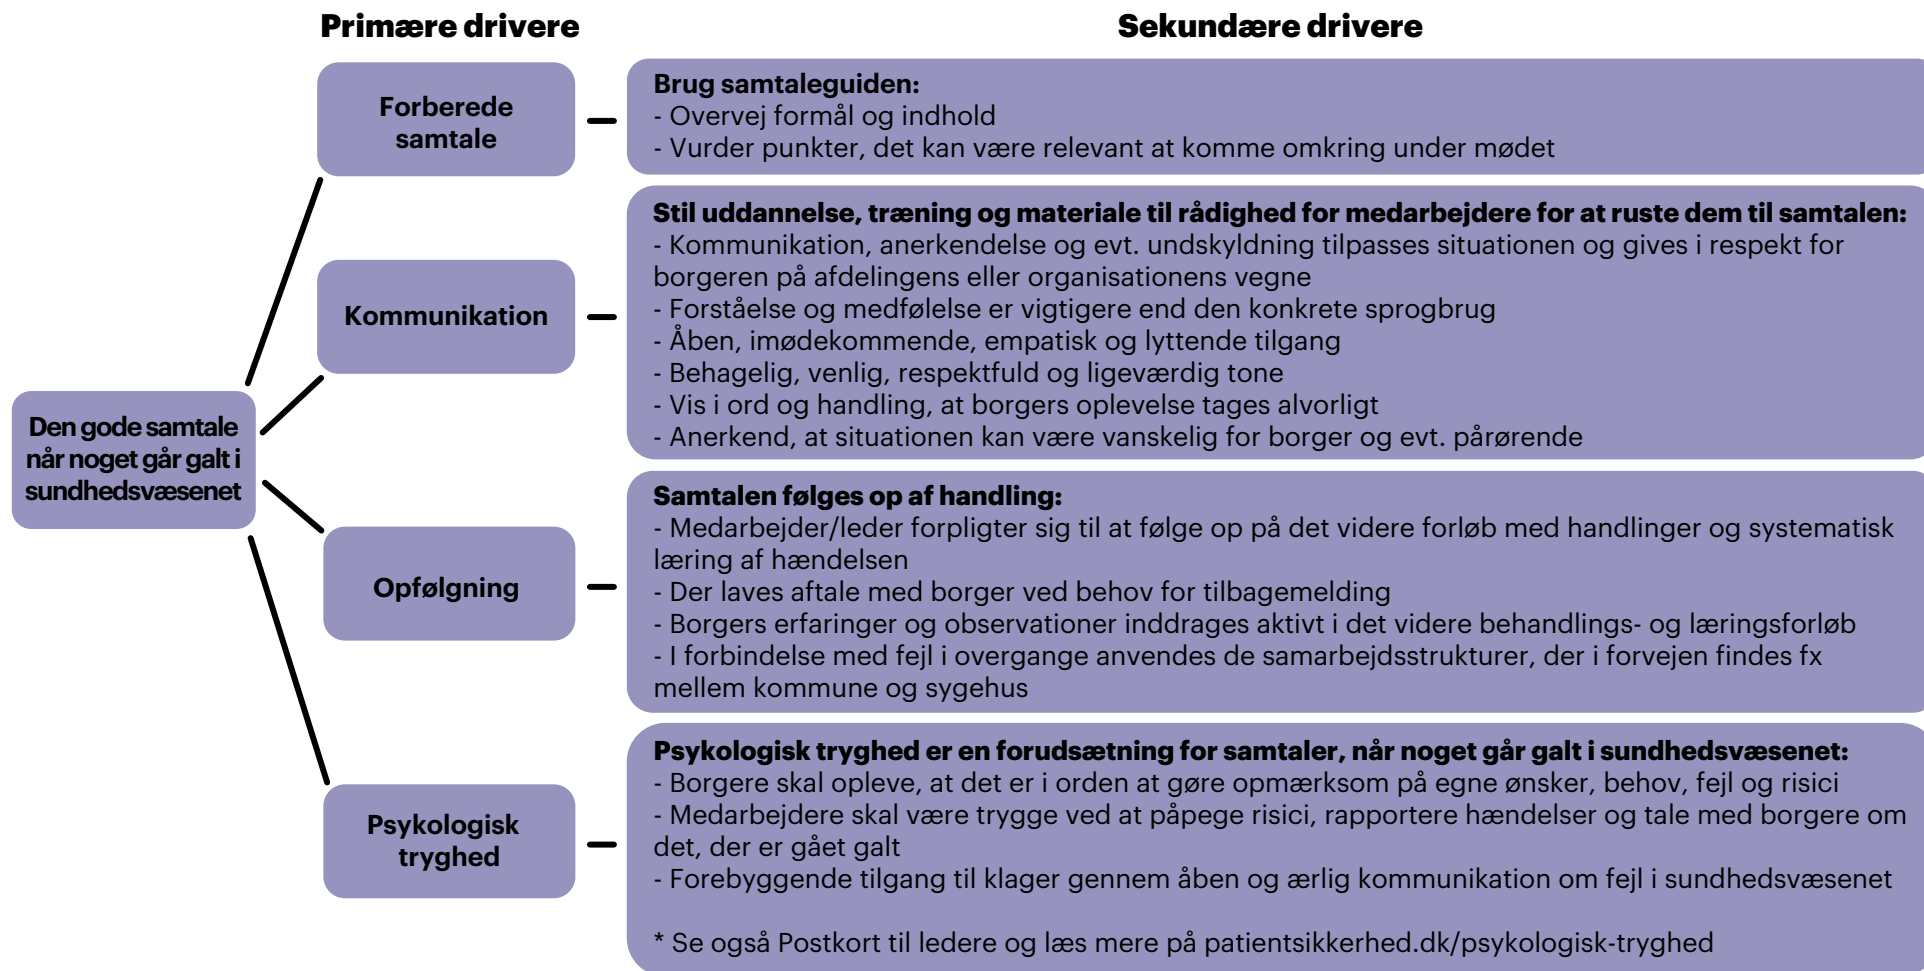 Primære drivere
Sekundære drivere
Den gode samtale
når noget går galt i
sundhedsvæsenet
Forberede
samtale
Brug samtaleguiden:
- Overvej formål og indhold
- Vurder punkter, det kan være relevant at komme omkring under mødet
Kommunikation
Stil uddannelse, træning og materiale til rådighed for medarbejdere for at ruste dem til samtalen:
- Kommunikation, anerkendelse og evt. undskyldning tilpasses situationen og gives i respekt for
borgeren på afdelingens eller organisationens vegne
- Forståelse og medfølelse er vigtigere end den konkrete sprogbrug
- Åben, imødekommende, empatisk og lyttende tilgang
- Behagelig, venlig, respektfuld og ligeværdig tone
- Vis i ord og handling, at borgers oplevelse tages alvorligt
- Anerkend, at situationen kan være vanskelig for borger og evt. pårørende
Opfølgning
Samtalen følges op af handling:
- Medarbejder/leder forpligter sig til at følge op på det videre forløb med handlinger og systematisk
læring af hændelsen
- Der laves aftale med borger ved behov for tilbagemelding
- Borgers erfaringer og observationer inddrages aktivt i det videre behandlings- og læringsforløb
- I forbindelse med fejl i overgange anvendes de samarbejdsstrukturer, der i forvejen findes fx
mellem kommune og sygehus
Psykologisk
tryghed
Psykologisk tryghed er en forudsætning for samtaler, når noget går galt i sundhedsvæsenet:
- Borgere skal opleve, at det er i orden at gøre opmærksom på egne ønsker, behov, fejl og risici
- Medarbejdere skal være trygge ved at påpege risici, rapportere hændelser og tale med borgere om
det, der er gået galt
- Forebyggende tilgang til klager gennem åben og ærlig kommunikation om fejl i sundhedsvæsenet
* Se også Postkort til ledere og læs mere på patientsikkerhed.dk/psykologisk-tryghed